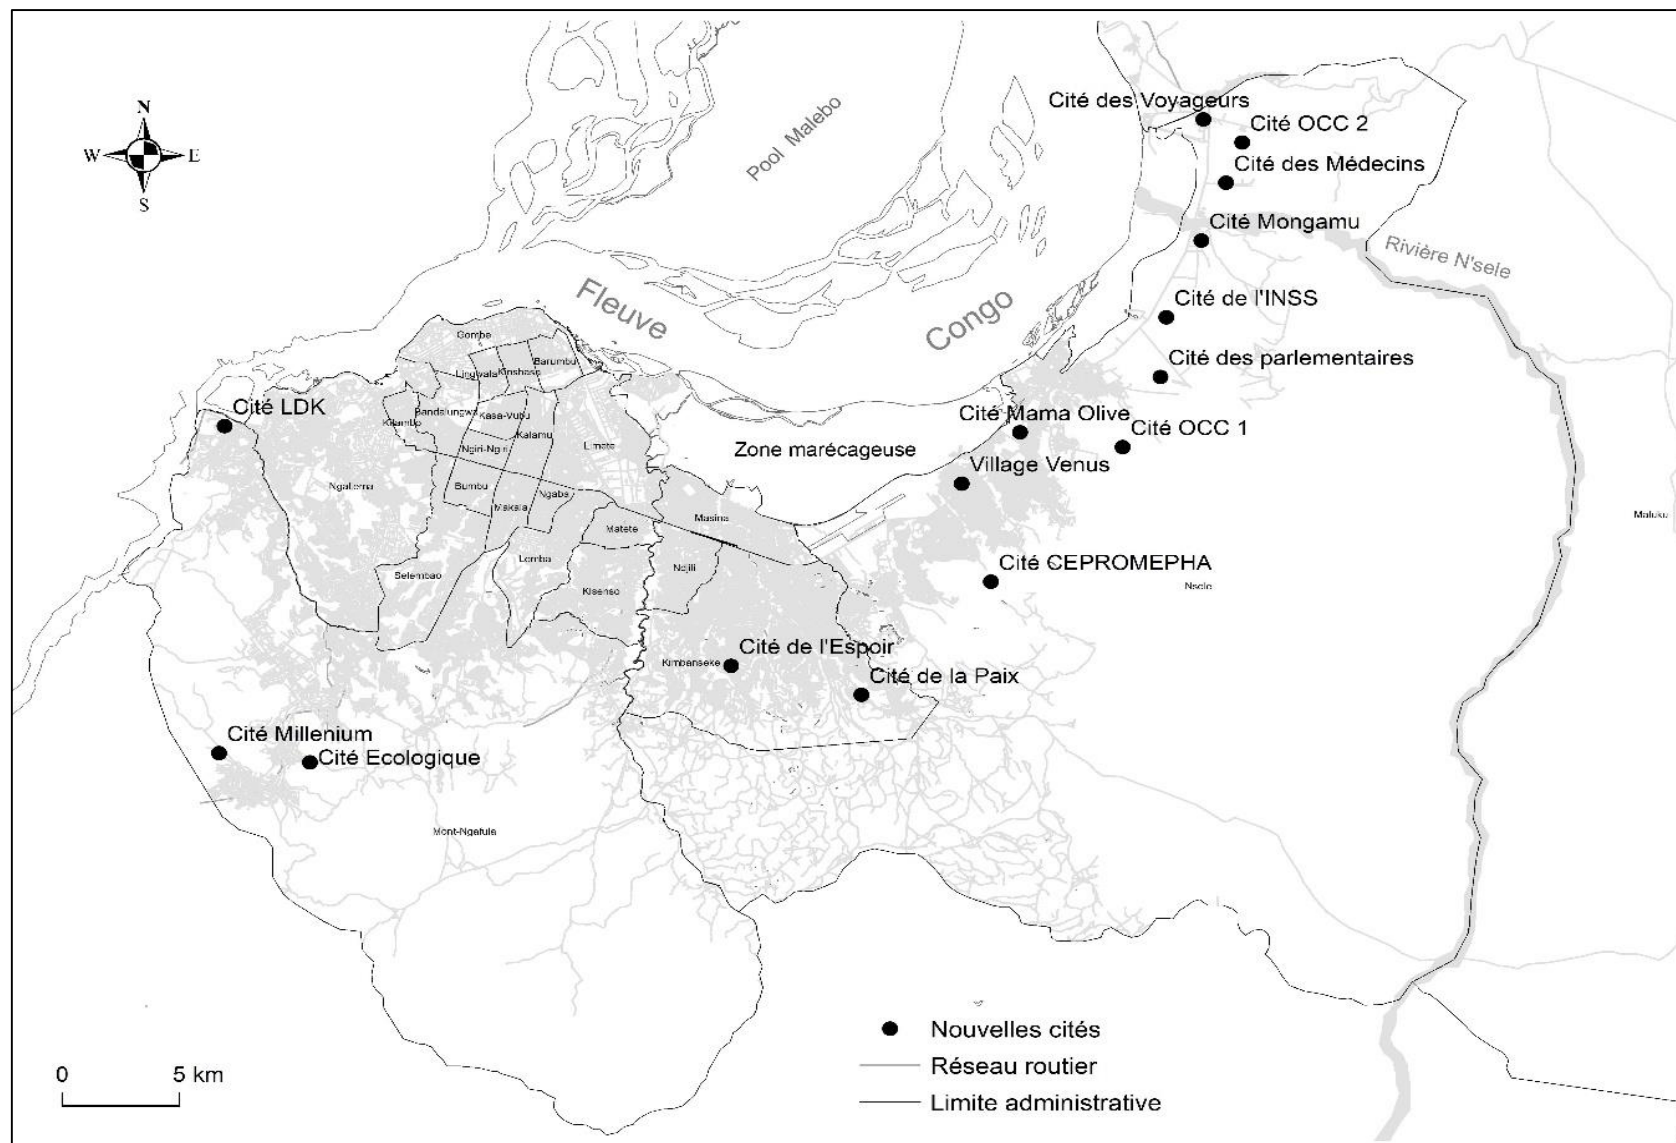 N
W
E
S
Pool Malebo
Cité des Voyageurs
Cité OCC 2
Cité des Médecins
Cité Mongamu
Rivière N'sele
Fleuve
Congo
Cité de l'INSS
Gombe
Barumbu
Lingwala
Kinshasa
Cité des parlementaires
Cité LDK
Bandalungwa
Kasa-Vubu
Kitambo
Kalamu
Cité Mama Olive
Cité OCC 1
Ngiri-Ngiri
Limete
Zone marécageuse
Village Venus
Ngaliema
Bumbu
Ngaba
Makala
Masina
Maluku
Matete
Lemba
Ndjili
Cité CEPROMEPHA
Selembao
Kisenso
Nsele
Cité de l'Espoir
Kimbanseke
Cité de la Paix
Cité Millenium
Cité Ecologique
Mont-Ngafula
Nouvelles cités
Réseau routier
Limite administrative
0
5 km